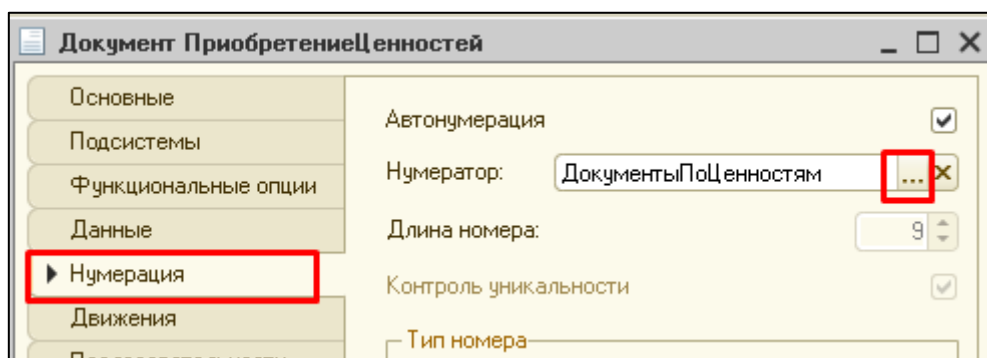 Документ ПриобретениеЦенностей
Основные
Подсистемы
Функциональные опции
Данные
Нумерация
Движения
Автонумерация
Нумератор: ДокументыПоЦенностям ...
Длина номера: 9
Контроль уникальности
Тип номера